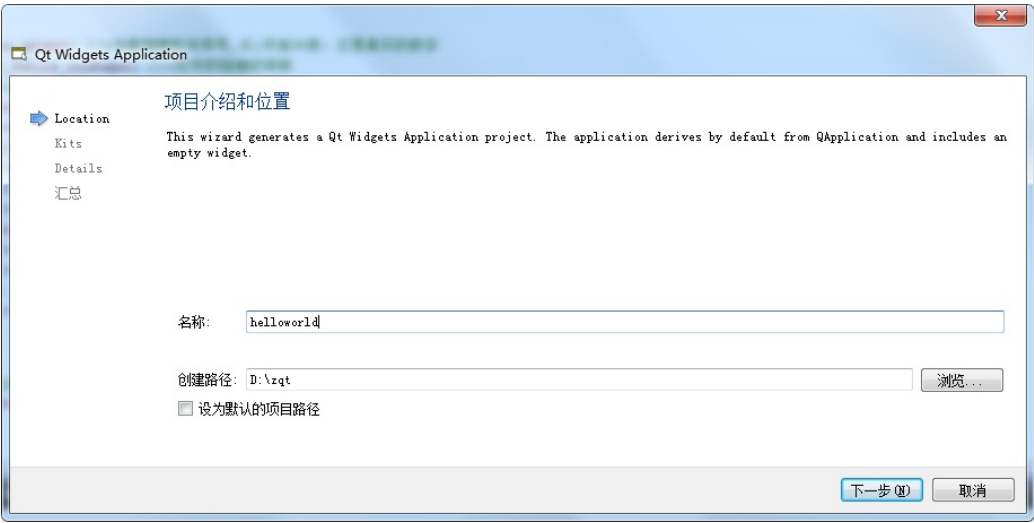 Qt Widgets Application
Location
Kits
Details
汇总
项目介绍和位置
This wizard generates a Qt Widgets Application project. The application derives by default from QApplication and includes an
empty widget.
名称: helloworld
创建路径: D:\zqt 浏览...
设为默认的项目路径
下一步(N) 取消